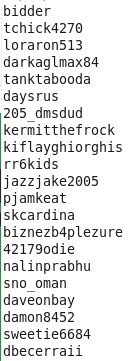 bidder
tchick4270
loraron513
darkaglmax84
tanktabooda
daysrus
205_dmsdud
kermitthefrock
kiflayghiorghis
rr6kids
jazzjake2005
pjamkeat
skcardina
biznezb4plezure
42179odie
nalinprabhu
sno_oman
daveonbay
damon8452
sweetie6684
dbecerraii